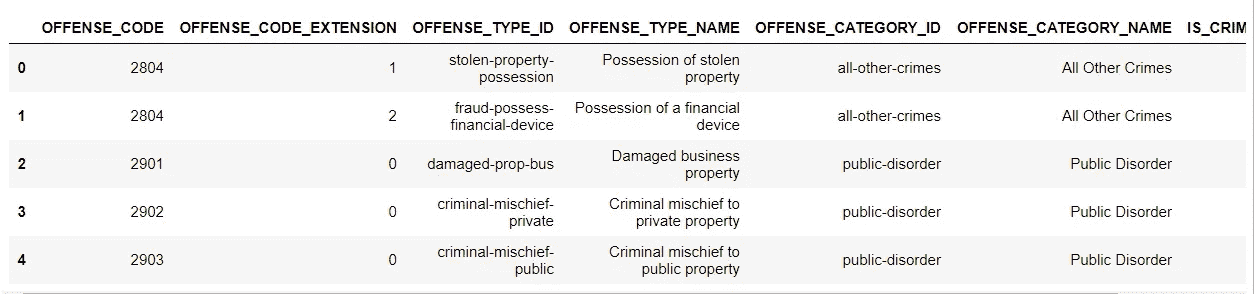 OFFENSE_CODE OFFENSE_CODE_EXTENSION OFFENSE_TYPE_ID OFFENSE_TYPE_NAME OFFENSE_CATEGORY_ID OFFENSE_CATEGORY_NAME IS_CRIM
0 2804 1 stolen-property-possession Possession of stolen property all-other-crimes All Other Crimes
1 2804 2 fraud-possess-financial-device Possession of a financial device all-other-crimes All Other Crimes
2 2901 0 damaged-prop-bus Damaged business property public-disorder Public Disorder
3 2902 0 criminal-mischief-private Criminal mischief to private property public-disorder Public Disorder
4 2903 0 criminal-mischief-public Criminal mischief to public property public-disorder Public Disorder